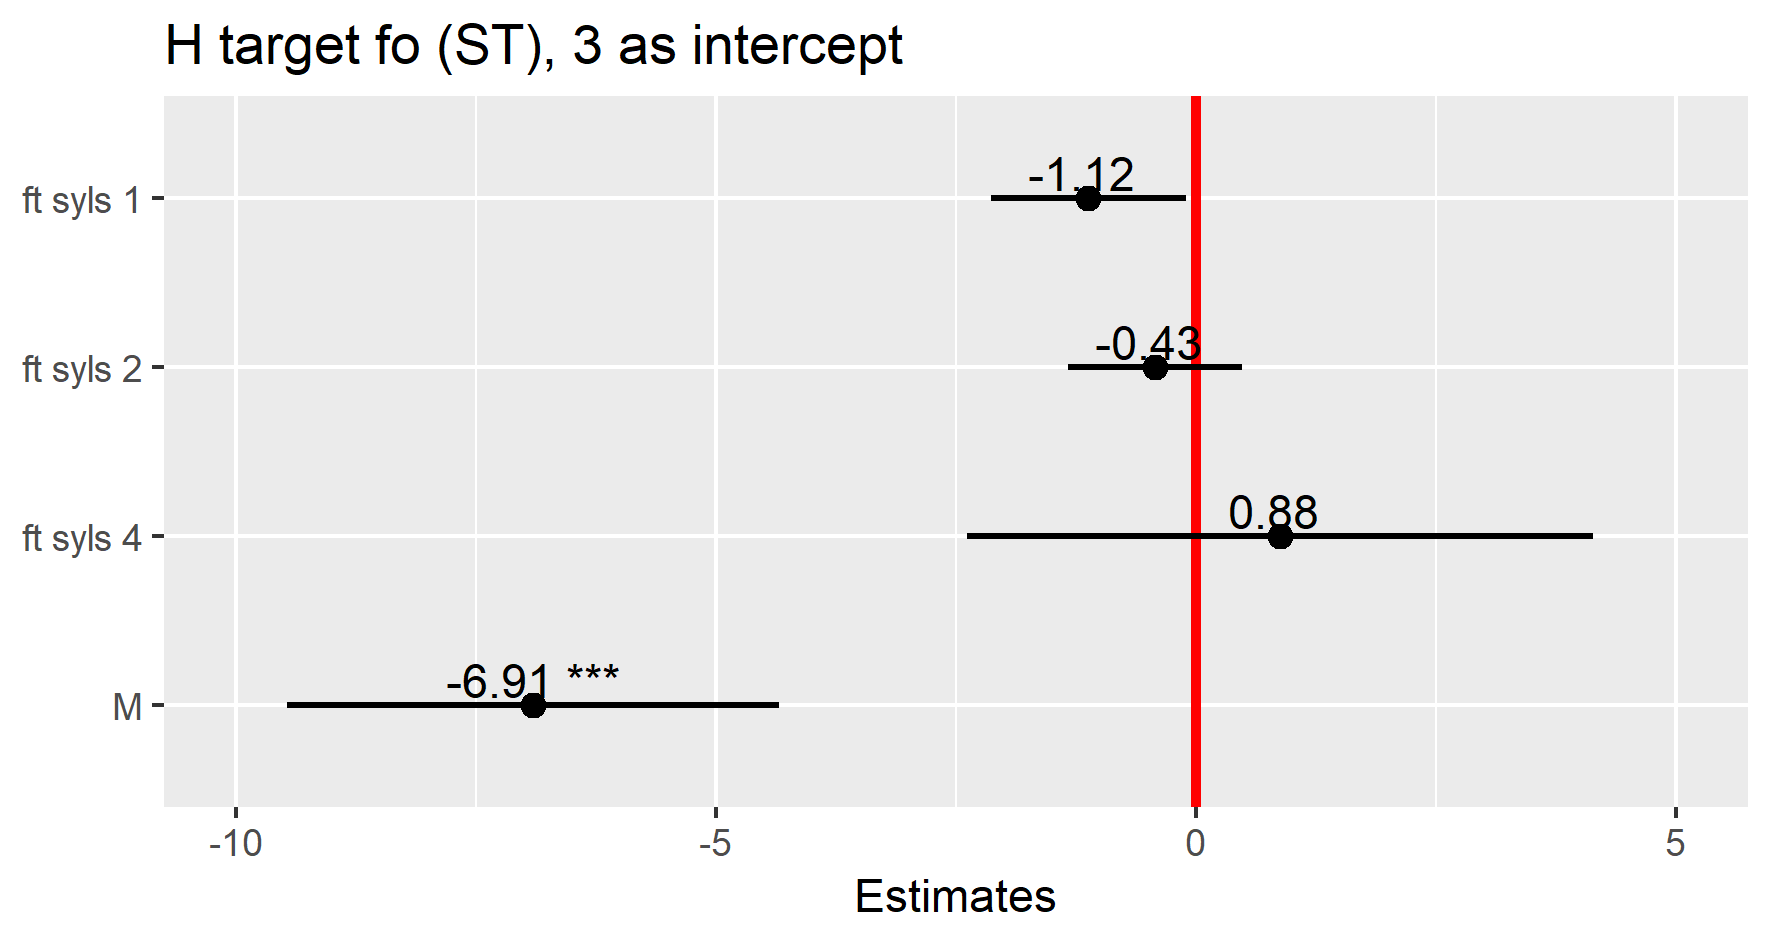 H target fo (ST), 3 as intercept
ft syls 1
-1.12
ft syls 2
-0.43
ft syls 4
0.88
M
-6.91 ***
-10
-5
0
5
Estimates